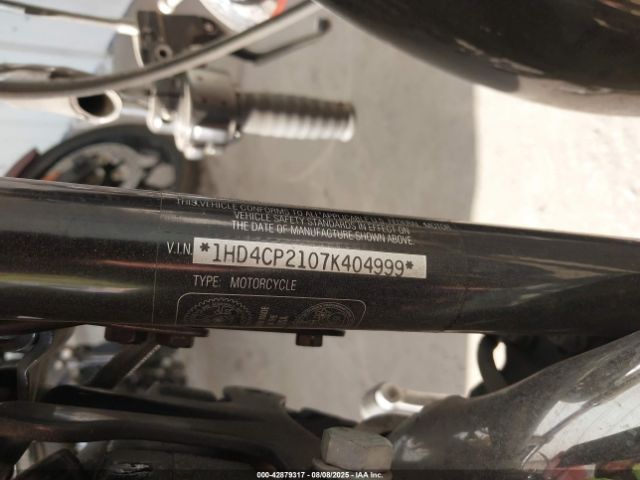 THIS VEHICLE CONFORMS TO ALL APPLICABLE U.S. FEDERAL MOTOR
VEHICLE SAFETY STANDARDS IN EFFECT ON
THE DATE OF MANUFACTURE SHOWN ABOVE
V.I.N. *1HD4CP2107K404999*
TYPE: MOTORCYCLE
000-42879317 - 08/08/2025 - IAA Inc.